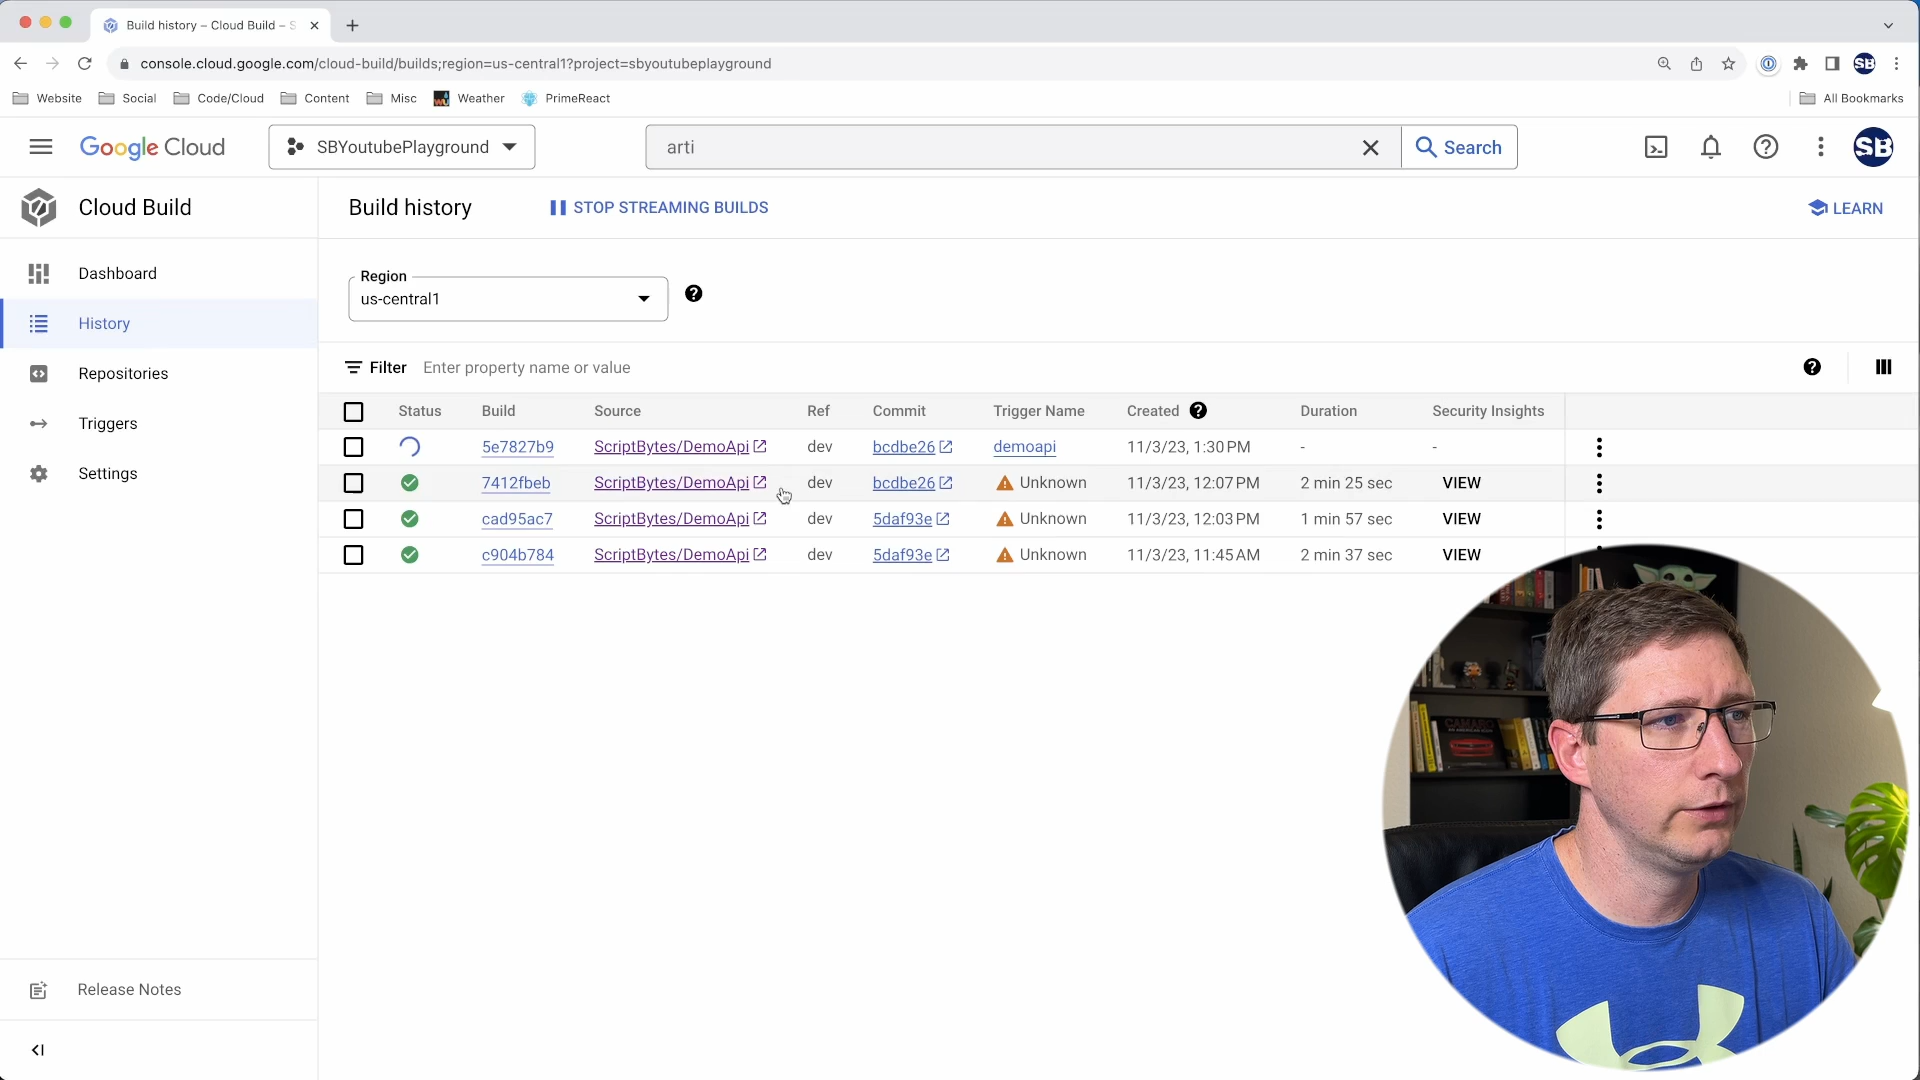 Build history – Cloud Build – S
console.cloud.google.com/cloud-build/builds;region=us-central1?project=sbyoutubeplayground
SB
Website Social Code/Cloud Content Misc Weather PrimeReact All Bookmarks
Google Cloud SBYoutubePlayground arti Search SB
Cloud Build Build history STOP STREAMING BUILDS LEARN
Dashboard
History
Repositories
Triggers
Settings
Region
us-central1
Filter Enter property name or value
Status Build Source Ref Commit Trigger Name Created Duration Security Insights
5e7827b9 ScriptBytes/DemoApi dev bcdbe26 demoapi 11/3/23, 1:30 PM - -
7412fbeb ScriptBytes/DemoApi dev bcdbe26 Unknown 11/3/23, 12:07 PM 2 min 25 sec VIEW
cad95ac7 ScriptBytes/DemoApi dev 5daf93e Unknown 11/3/23, 12:03 PM 1 min 57 sec VIEW
c904b784 ScriptBytes/DemoApi dev 5daf93e Unknown 11/3/23, 11:45 AM 2 min 37 sec VIEW
CAMARO
Release Notes